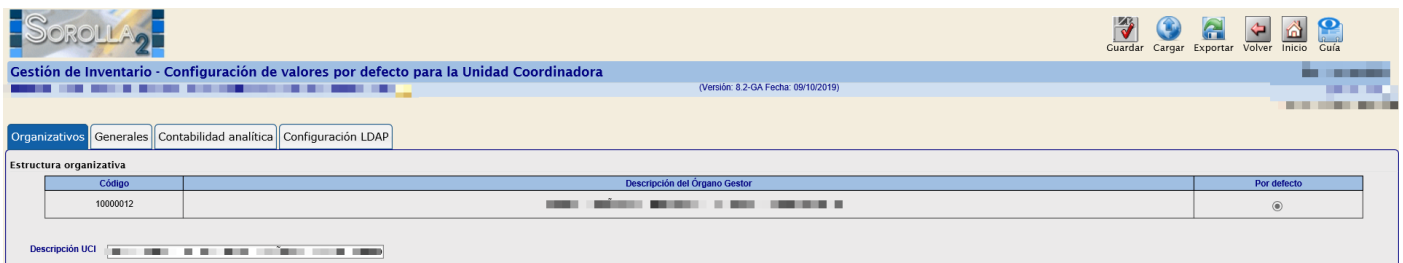 SOROLLA2
Guardar Cargar Exportar Volver Inicio Guía
Gestión de Inventario - Configuración de valores por defecto para la Unidad Coordinadora
(Versión: 8.2-GA Fecha: 09/10/2019)
Organizativos Generales Contabilidad analítica Configuración LDAP
Estructura organizativa
Código Descripción del Órgano Gestor Por defecto
10000012
Descripción UCI